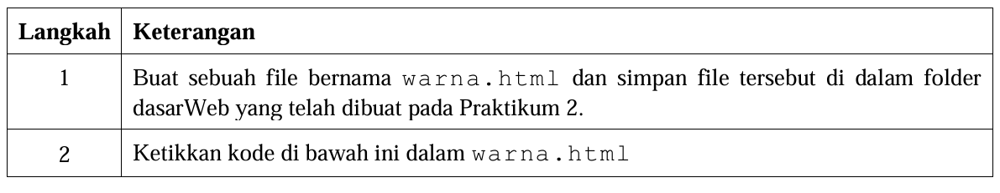 Langkah Keterangan
1 Buat sebuah file bernama warna.html dan simpan file tersebut di dalam folder
dasarWeb yang telah dibuat pada Praktikum 2.
2 Ketikkan kode di bawah ini dalam warna.html